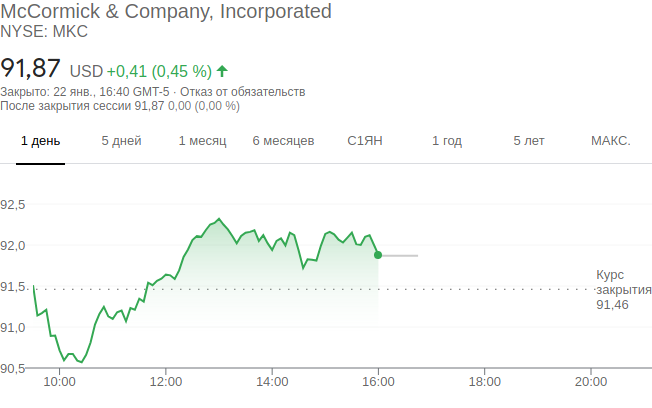 McCormick & Company, Incorporated
NYSE: MKC
91,87 USD +0,41 (0,45 %)
Закрыто: 22 янв., 16:40 GMT-5 · Отказ от обязательств
После закрытия сессии 91,87 0,00 (0,00 %)
1 день 5 дней 1 месяц 6 месяцев С1ЯН 1 год 5 лет МАКС.
92,5
92,0
91,5
91,0
90,5
Курс
закрытия
91,46
10:00 12:00 14:00 16:00 18:00 20:00